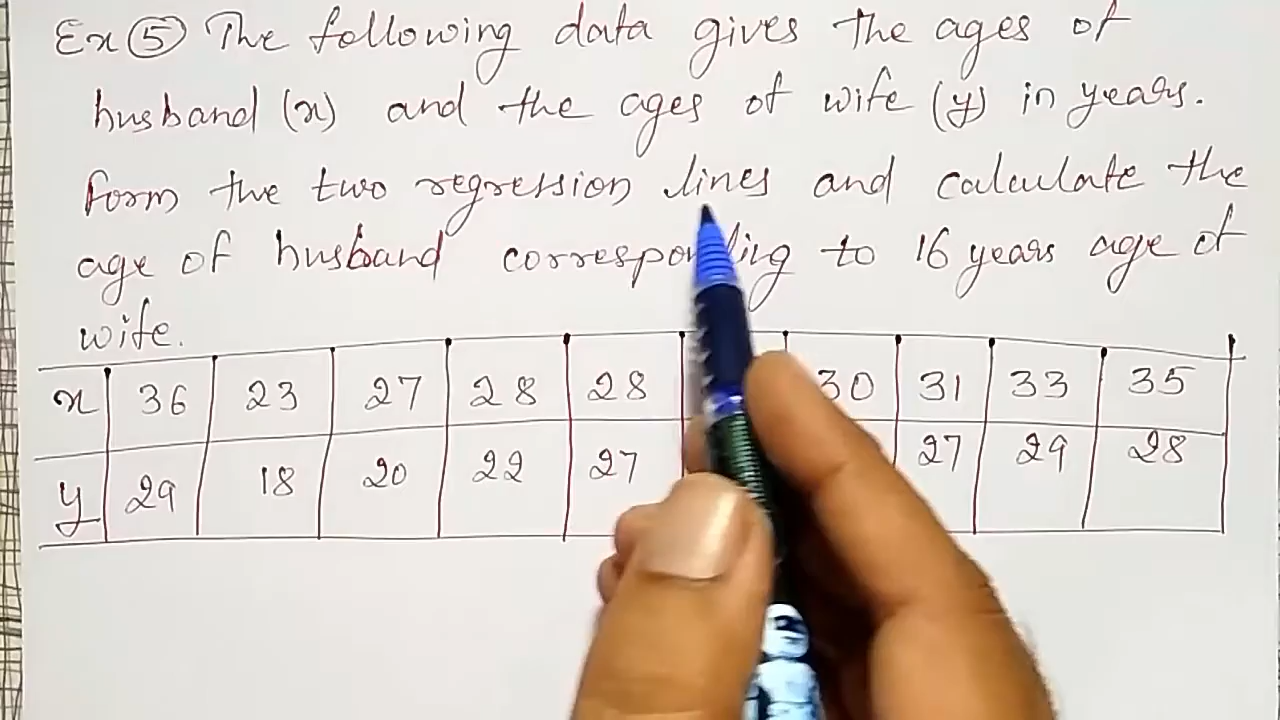 Ex ⑤ The following data gives the ages of
husband (x) and the ages of wife (y) in years.
Form the two regression lines and calculate the
age of husband corresponding to 16 years age of
wife.
x 36 23 27 28 28 30 31 33 35
y 29 18 20 22 27 27 29 28